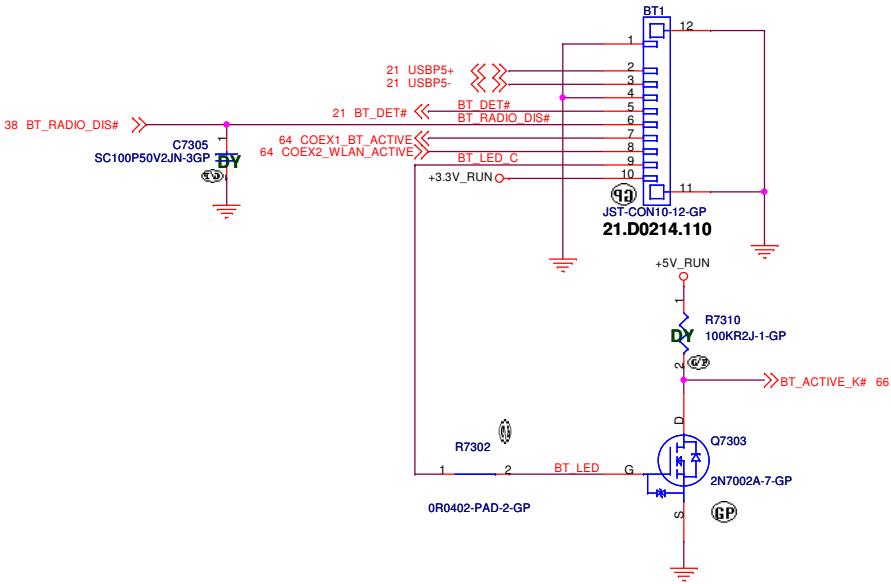 BT1
12
1
21 USBP5+
2
21 USBP5-
3
4
21 BT_DET#
BT_DET#
5
38 BT_RADIO_DIS#
BT_RADIO_DIS#
6
C7305
1
SC100P50V2JN-3GP
DY
64 COEX1_BT_ACTIVE
7
64 COEX2_WLAN_ACTIVE
8
BT_LED_C
9
+3.3V_RUN
10
11
GP
JST-CON10-12-GP
21.D0214.110
+5V_RUN
1
R7310
DY
100KR2J-1-GP
2
BT_ACTIVE_K# 66
D
Q7303
R7302
1
2
BT_LED
G
2N7002A-7-GP
0R0402-PAD-2-GP
S
GP